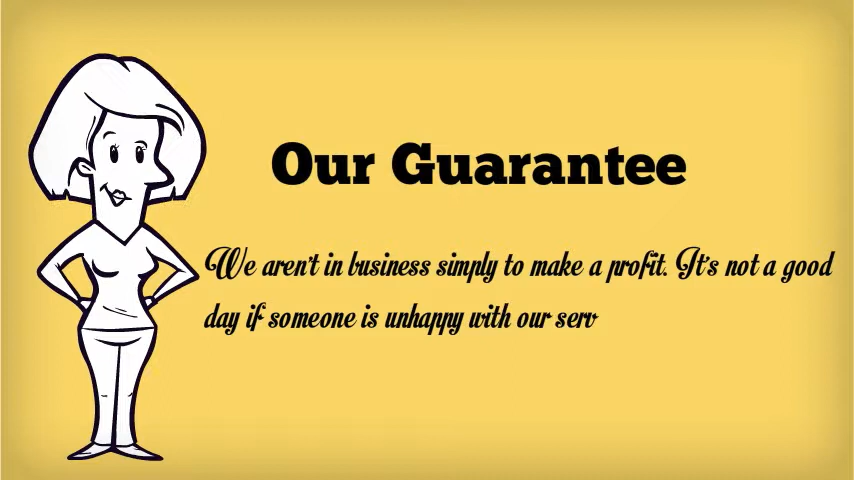 Our Guarantee
We aren't in business simply to make a profit. It's not a good
day if someone is unhappy with our serv